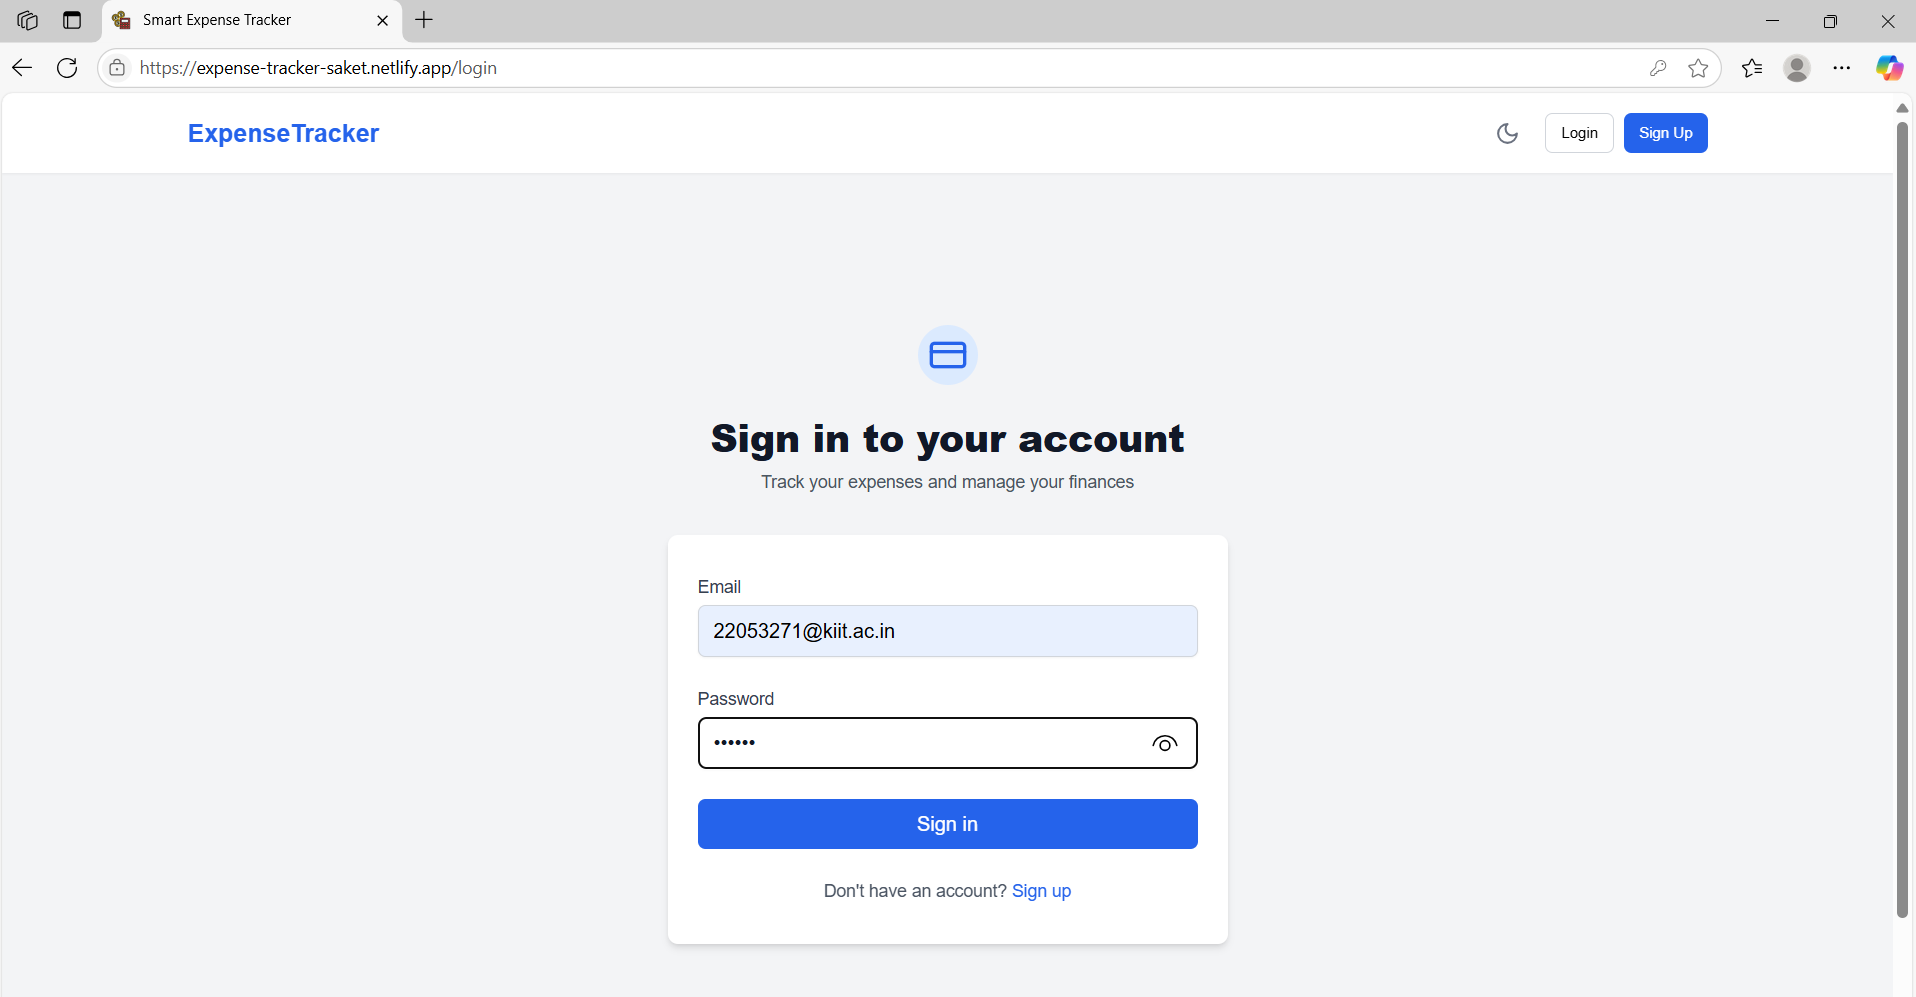 Smart Expense Tracker
https://expense-tracker-saket.netlify.app/login
ExpenseTracker
Login
Sign Up
Sign in to your account
Track your expenses and manage your finances
Email
22053271@kiit.ac.in
Password
••••••
Sign in
Don't have an account? Sign up